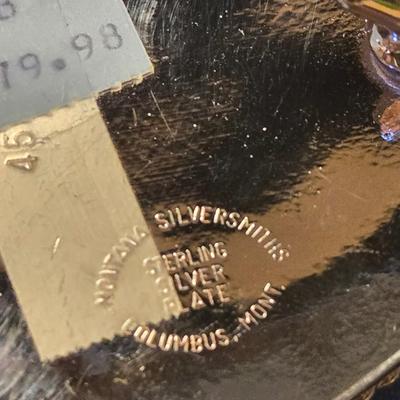 B
19.98
45
MONTANA SILVERSMITHS
STERLING
SILVER
PLATE
COLUMBUS, MONT.